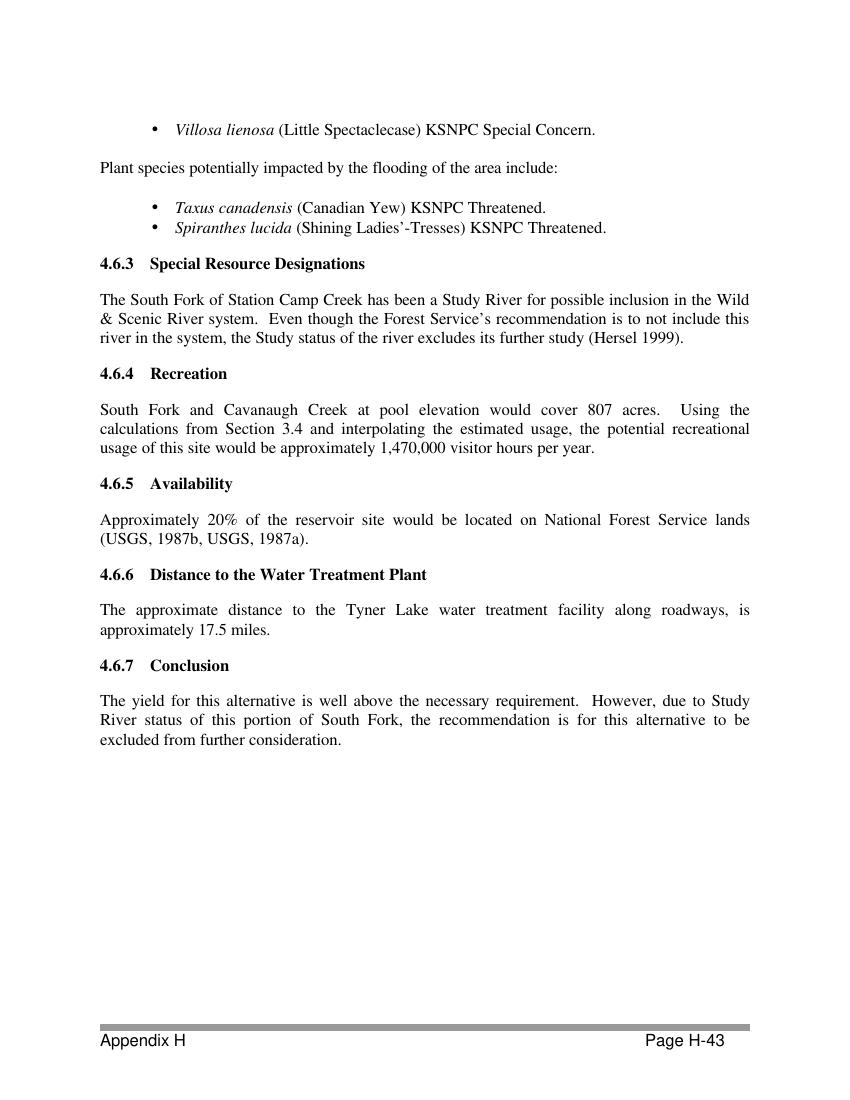 • Villosa lienosa (Little Spectaclecase) KSNPC Special Concern.
Plant species potentially impacted by the flooding of the area include:
• Taxus canadensis (Canadian Yew) KSNPC Threatened.
• Spiranthes lucida (Shining Ladies’-Tresses) KSNPC Threatened.
4.6.3 Special Resource Designations
The South Fork of Station Camp Creek has been a Study River for possible inclusion in the Wild
& Scenic River system. Even though the Forest Service’s recommendation is to not include this
river in the system, the Study status of the river excludes its further study (Hersel 1999).
4.6.4 Recreation
South Fork and Cavanaugh Creek at pool elevation would cover 807 acres. Using the
calculations from Section 3.4 and interpolating the estimated usage, the potential recreational
usage of this site would be approximately 1,470,000 visitor hours per year.
4.6.5 Availability
Approximately 20% of the reservoir site would be located on National Forest Service lands
(USGS, 1987b, USGS, 1987a).
4.6.6 Distance to the Water Treatment Plant
The approximate distance to the Tyner Lake water treatment facility along roadways, is
approximately 17.5 miles.
4.6.7 Conclusion
The yield for this alternative is well above the necessary requirement. However, due to Study
River status of this portion of South Fork, the recommendation is for this alternative to be
excluded from further consideration.
Appendix H Page H-43